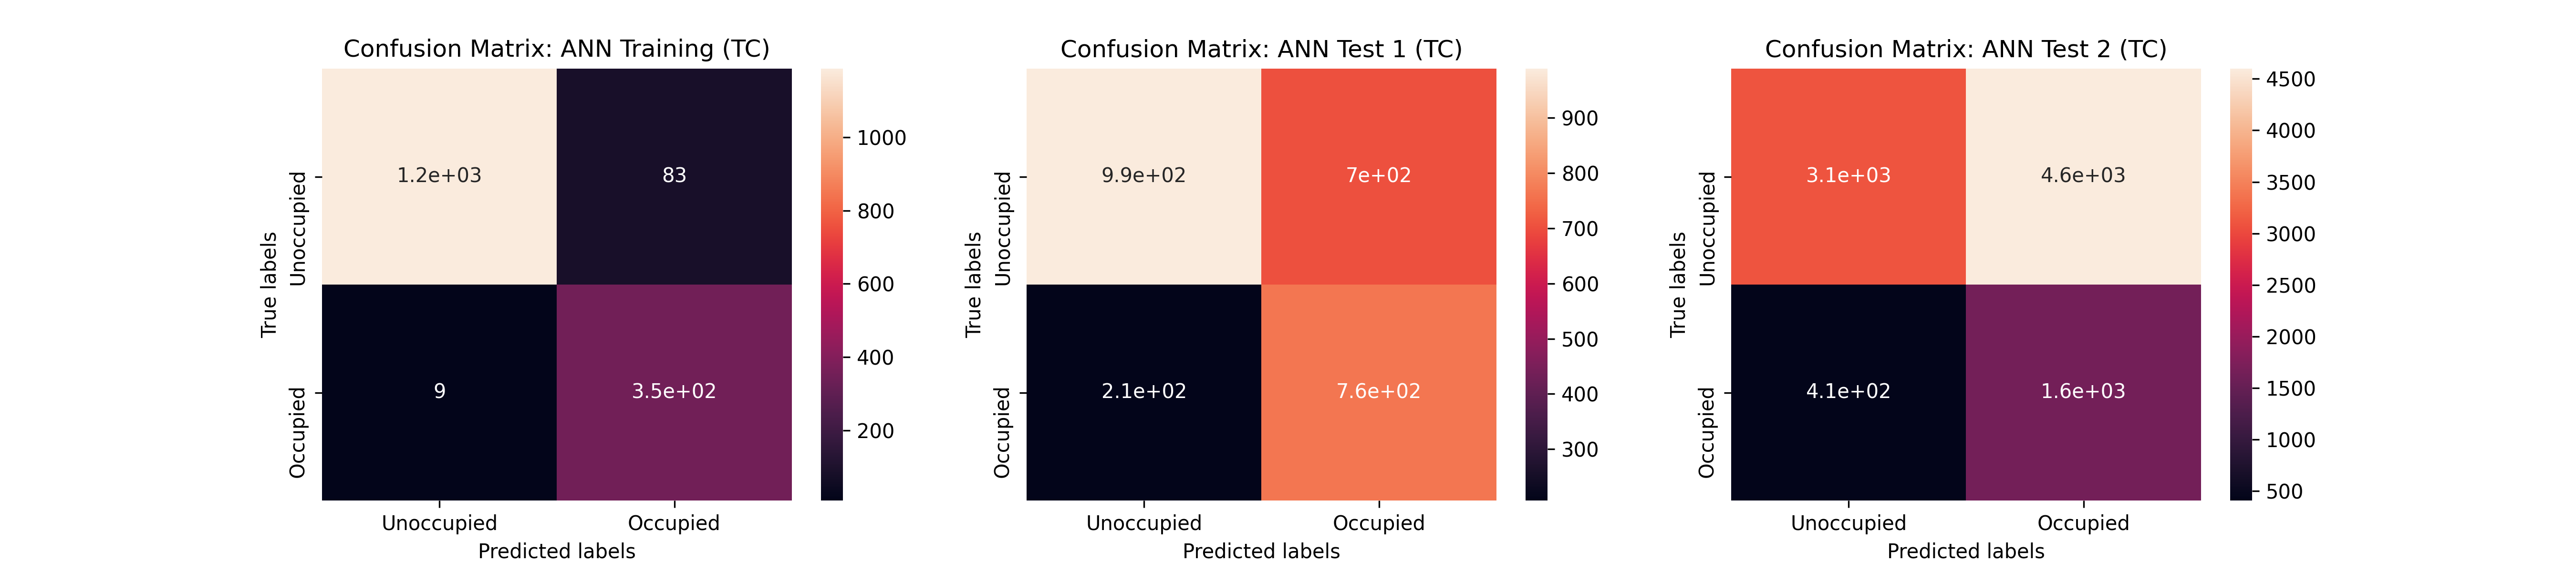 Confusion Matrix: ANN Training (TC)
True labels
Unoccupied
Occupied
1.2e+03 83
9 3.5e+02
Unoccupied Occupied
Predicted labels
1000
800
600
400
200
Confusion Matrix: ANN Test 1 (TC)
True labels
Unoccupied
Occupied
9.9e+02 7e+02
2.1e+02 7.6e+02
Unoccupied Occupied
Predicted labels
900
800
700
600
500
400
300
Confusion Matrix: ANN Test 2 (TC)
True labels
Unoccupied
Occupied
3.1e+03 4.6e+03
4.1e+02 1.6e+03
Unoccupied Occupied
Predicted labels
4500
4000
3500
3000
2500
2000
1500
1000
500